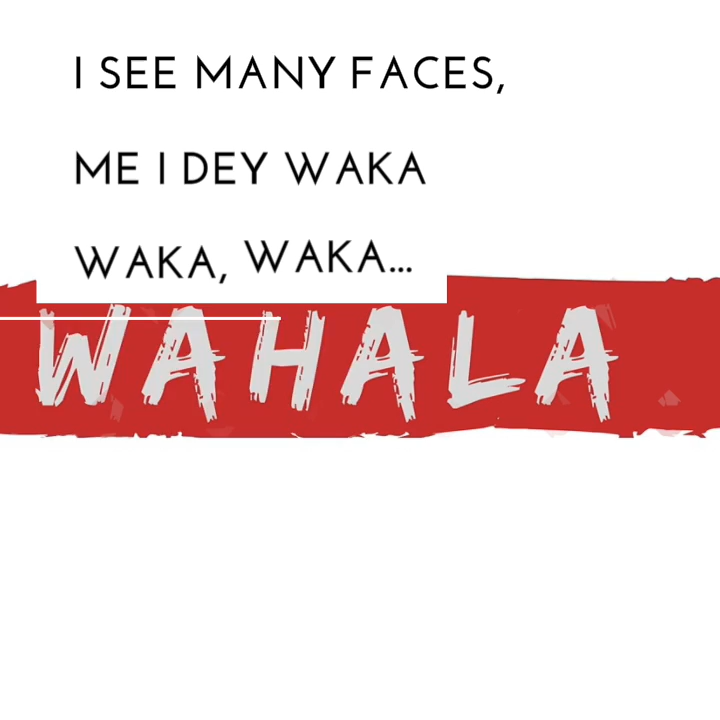 I SEE MANY FACES,
ME I DEY WAKA
WAKA, WAKA...
WAHALA